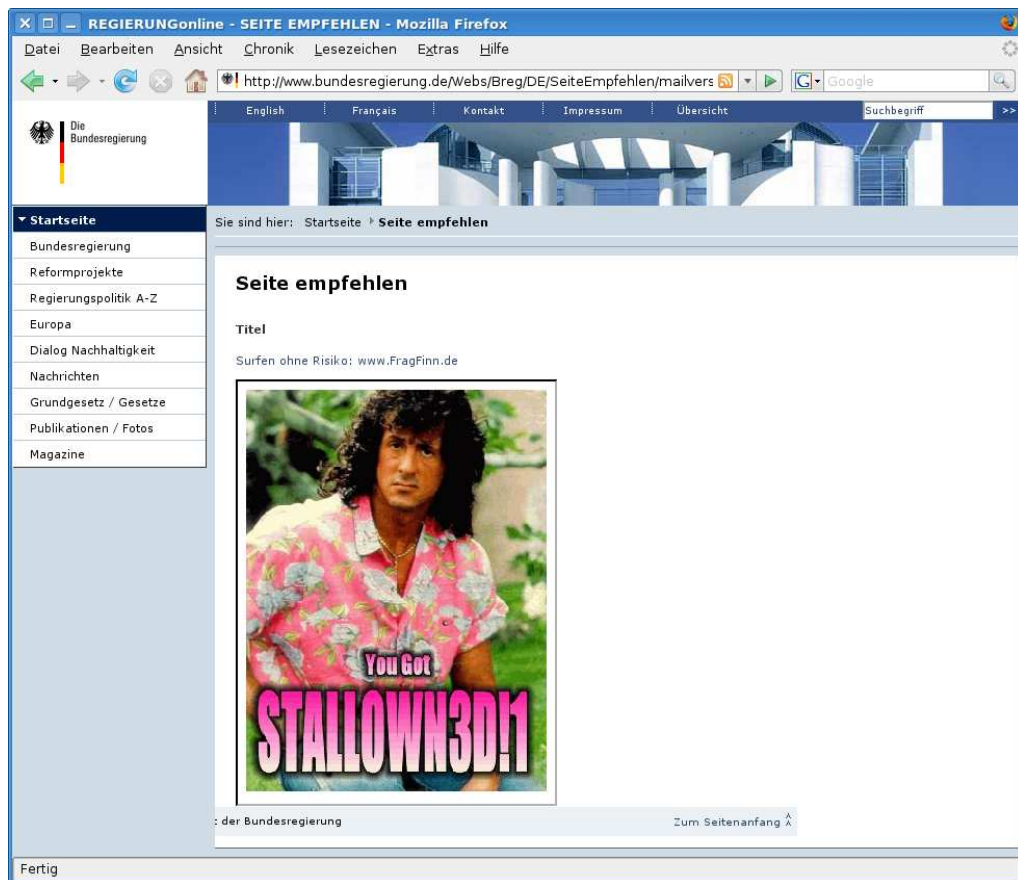 REGIERUNGonline - SEITE EMPFEHLEN - Mozilla Firefox
Datei Bearbeiten Ansicht Chronik Lesezeichen Extras Hilfe
http://www.bundesregierung.de/Webs/Breg/DE/SeiteEmpfehlen/mailvers G Google
English Français Kontakt Impressum Übersicht Suchbegriff >>
Die
Bundesregierung
Startseite
Sie sind hier: Startseite Seite empfehlen
Bundesregierung
Reformprojekte
Regierungspolitik A-Z
Europa
Dialog Nachhaltigkeit
Nachrichten
Grundgesetz / Gesetze
Publikationen / Fotos
Magazine
Seite empfehlen
Titel
Surfen ohne Risiko: www.FragFinn.de
You Got
STALLOWN3D!1
: der Bundesregierung Zum Seitenanfang
Fertig